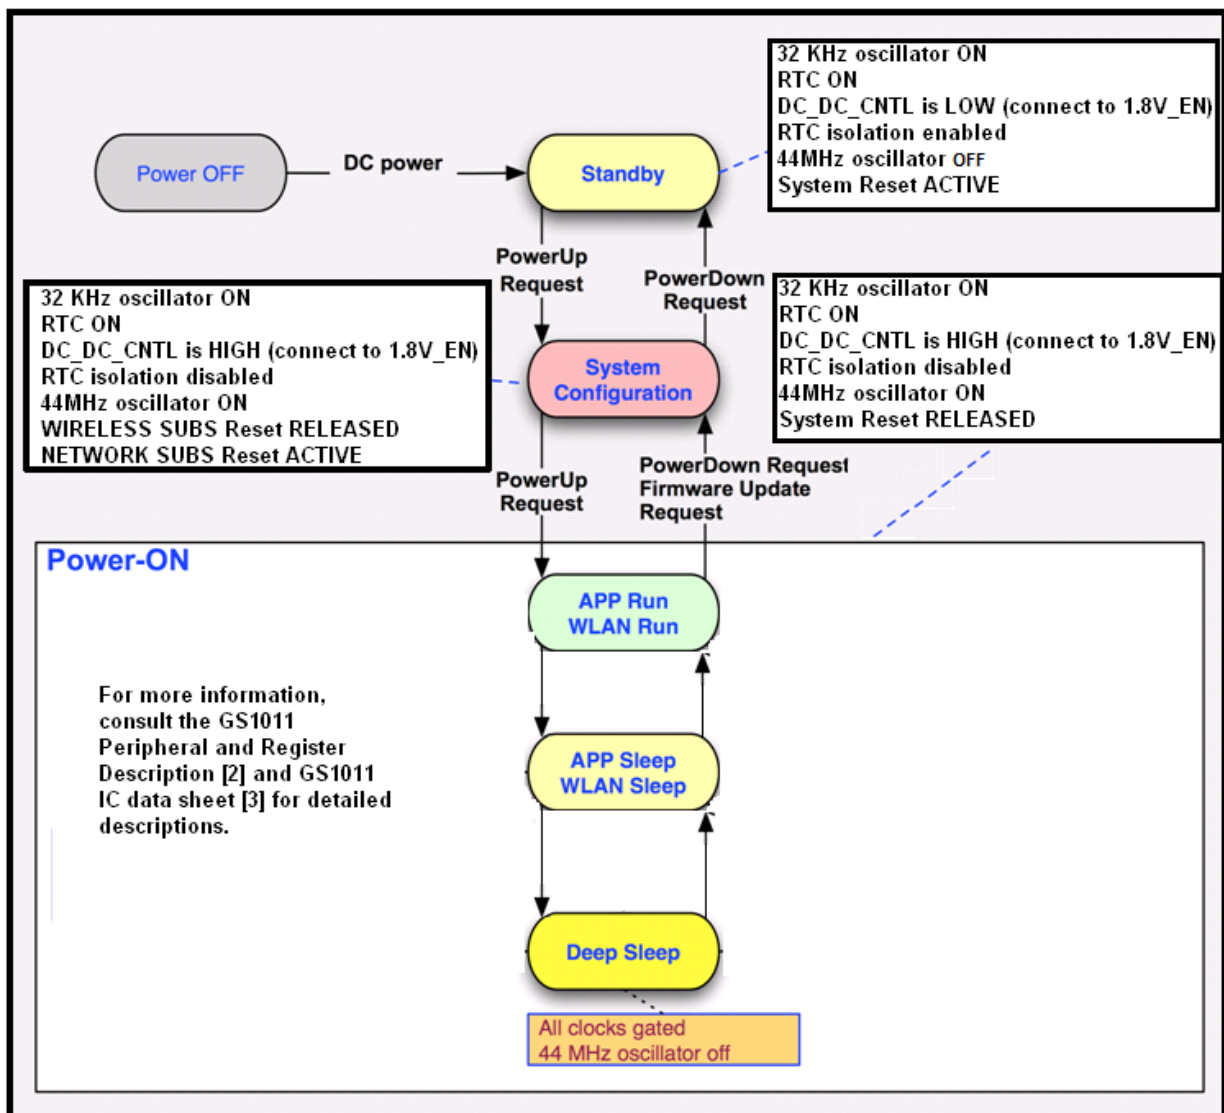 32 KHz oscillator ON
RTC ON
DC_DC_CNTL is LOW (connect to 1.8V_EN)
RTC isolation enabled
44MHz oscillator OFF
System Reset ACTIVE
Power OFF
DC power
Standby
PowerUp
Request
PowerDown
Request
32 KHz oscillator ON
RTC ON
DC_DC_CNTL is HIGH (connect to 1.8V_EN)
RTC isolation disabled
44MHz oscillator ON
WIRELESS SUBS Reset RELEASED
NETWORK SUBS Reset ACTIVE
System
Configuration
32 KHz oscillator ON
RTC ON
DC_DC_CNTL is HIGH (connect to 1.8V_EN)
RTC isolation disabled
44MHz oscillator ON
System Reset RELEASED
PowerUp
Request
PowerDown Request
Firmware Update
Request
Power-ON
APP Run
WLAN Run
For more information,
consult the GS1011
Peripheral and Register
Description [2] and GS1011
IC data sheet [3] for detailed
descriptions.
APP Sleep
WLAN Sleep
Deep Sleep
All clocks gated
44 MHz oscillator off